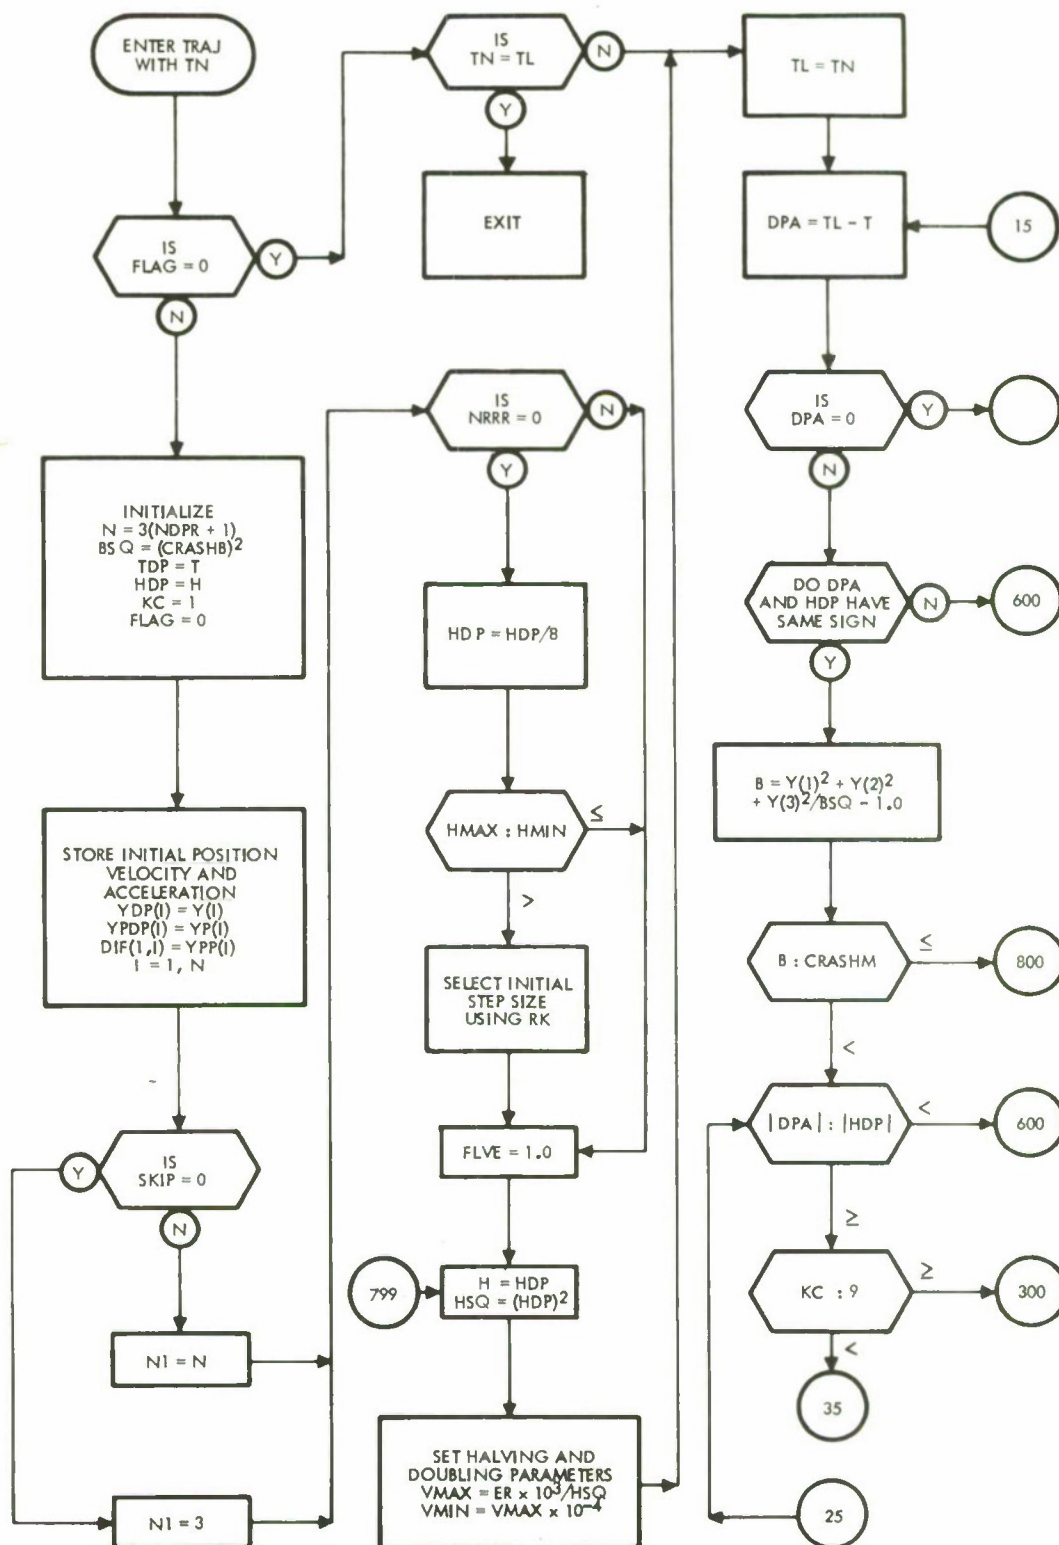 ENTER TRAJ
WITH TN
IS
FLAG = 0
Y
N
INITIALIZE
N = 3(NDPR + 1)
BSQ = (CRASHB)²
TDP = T
HDP = H
KC = 1
FLAG = 0
STORE INITIAL POSITION
VELOCITY AND
ACCELERATION
YDP(I) = Y(I)
YPDP(I) = YP(I)
DIF(1,I) = YPP(I)
I = 1, N
IS
SKIP = 0
Y
N
N1 = N
N1 = 3
IS
TN = TL
N
Y
EXIT
IS
NRRR = 0
N
Y
HDP = HDP/8
HMAX : HMIN
≤
>
SELECT INITIAL
STEP SIZE
USING RK
FLVE = 1.0
799
H = HDP
HSQ = (HDP)²
SET HALVING AND
DOUBLING PARAMETERS
VMAX = ER × 10³/HSQ
VMIN = VMAX × 10⁻⁴
TL = TN
DPA = TL - T
15
IS
DPA = 0
Y
N
DO DPA
AND HDP HAVE
SAME SIGN
N
600
Y
B = Y(1)² + Y(2)²
+ Y(3)²/BSQ - 1.0
B : CRASHM
≤
800
<
|DPA| : |HDP|
<
600
≥
KC : 9
≥
300
<
35
25